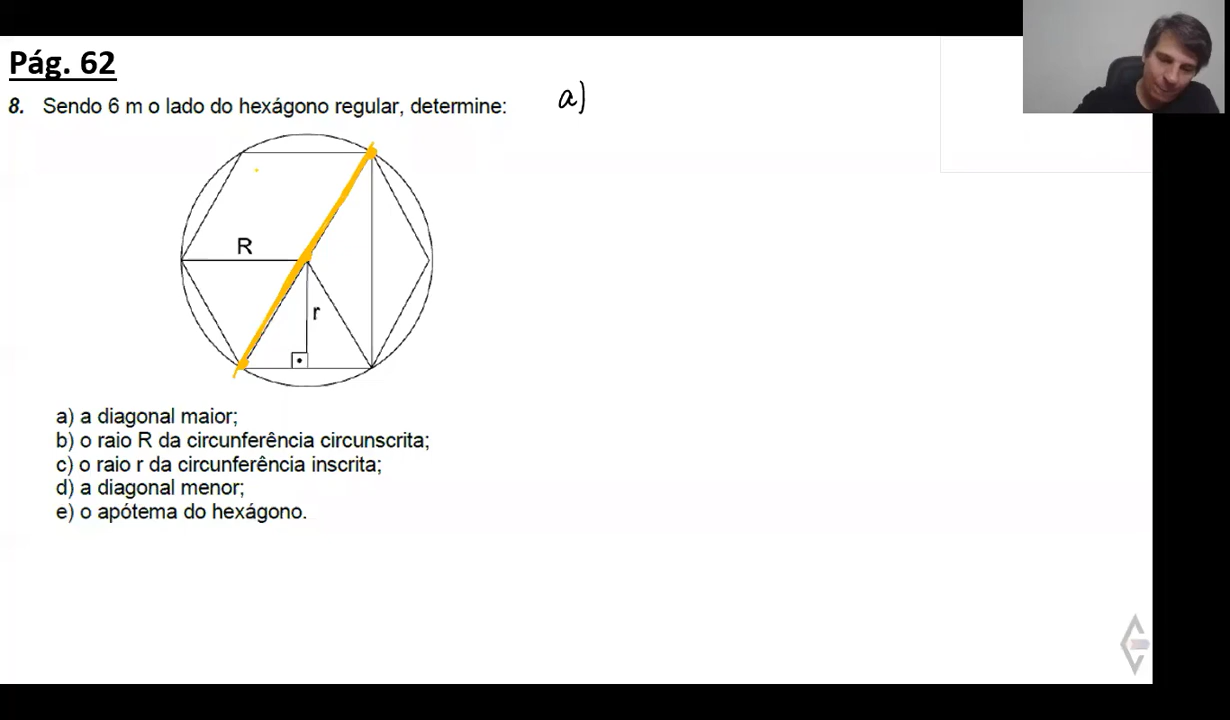 Pág. 62
8. Sendo 6 m o lado do hexágono regular, determine:
a)
R
r
a) a diagonal maior;
b) o raio R da circunferência circunscrita;
c) o raio r da circunferência inscrita;
d) a diagonal menor;
e) o apótema do hexágono.